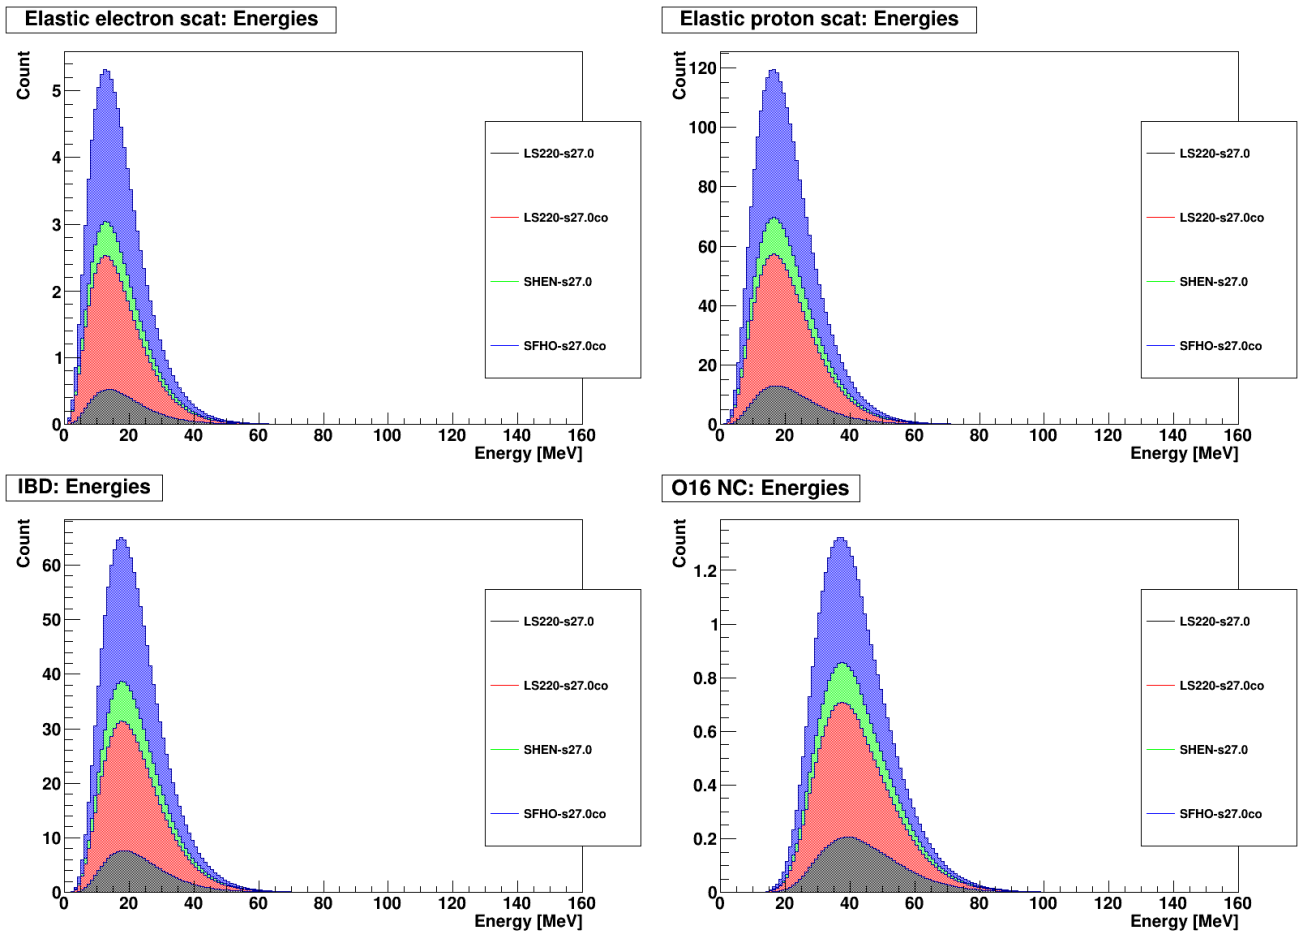 Elastic electron scat: Energies
Count
5
4
3
2
1
0
0 20 40 60 80 100 120 140 160
Energy [MeV]
LS220-s27.0
LS220-s27.0co
SHEN-s27.0
SFHO-s27.0co
Elastic proton scat: Energies
Count
120
100
80
60
40
20
0
0 20 40 60 80 100 120 140 160
Energy [MeV]
LS220-s27.0
LS220-s27.0co
SHEN-s27.0
SFHO-s27.0co
IBD: Energies
Count
60
50
40
30
20
10
0
0 20 40 60 80 100 120 140 160
Energy [MeV]
LS220-s27.0
LS220-s27.0co
SHEN-s27.0
SFHO-s27.0co
O16 NC: Energies
Count
1.2
1
0.8
0.6
0.4
0.2
0
0 20 40 60 80 100 120 140 160
Energy [MeV]
LS220-s27.0
LS220-s27.0co
SHEN-s27.0
SFHO-s27.0co